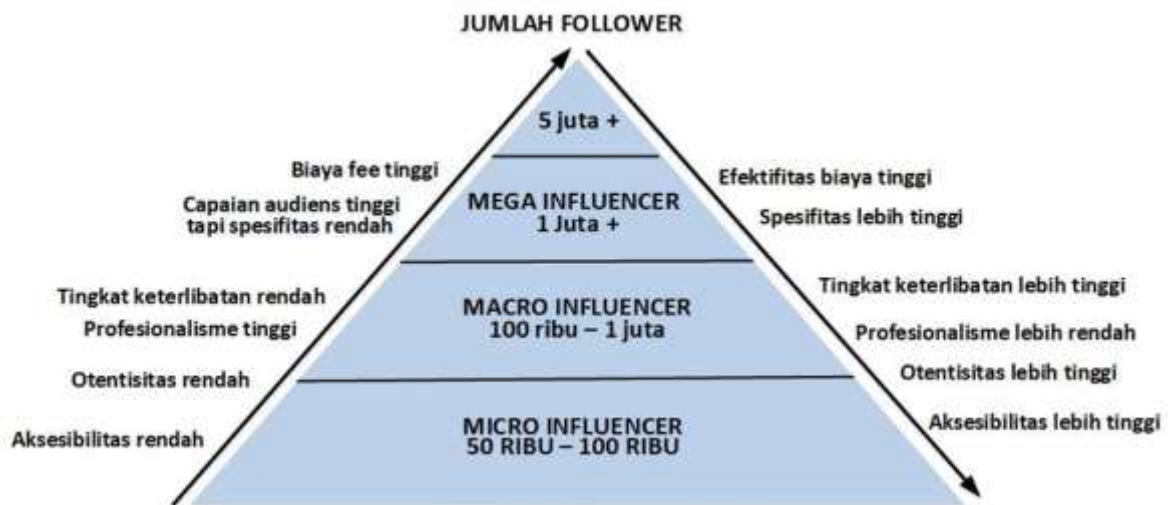 JUMLAH FOLLOWER
5 juta +
Biaya fee tinggi
Capaian audiens tinggi
tapi spesifitas rendah
MEGA INFLUENCER
1 Juta +
Efektifitas biaya tinggi
Spesifitas lebih tinggi
Tingkat keterlibatan rendah
Profesionalisme tinggi
MACRO INFLUENCER
100 ribu – 1 juta
Tingkat keterlibatan lebih tinggi
Profesionalisme lebih rendah
Otentisitas rendah
Otentisitas lebih tinggi
Aksesibilitas rendah
MICRO INFLUENCER
50 RIBU – 100 RIBU
Aksesibilitas lebih tinggi